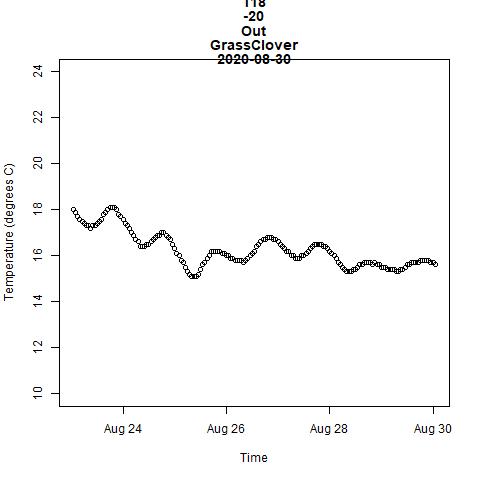 T18
-20
Out
GrassClover
2020-08-30
Temperature (degrees C)
24
22
20
18
16
14
12
10
Aug 24
Aug 26
Aug 28
Aug 30
Time